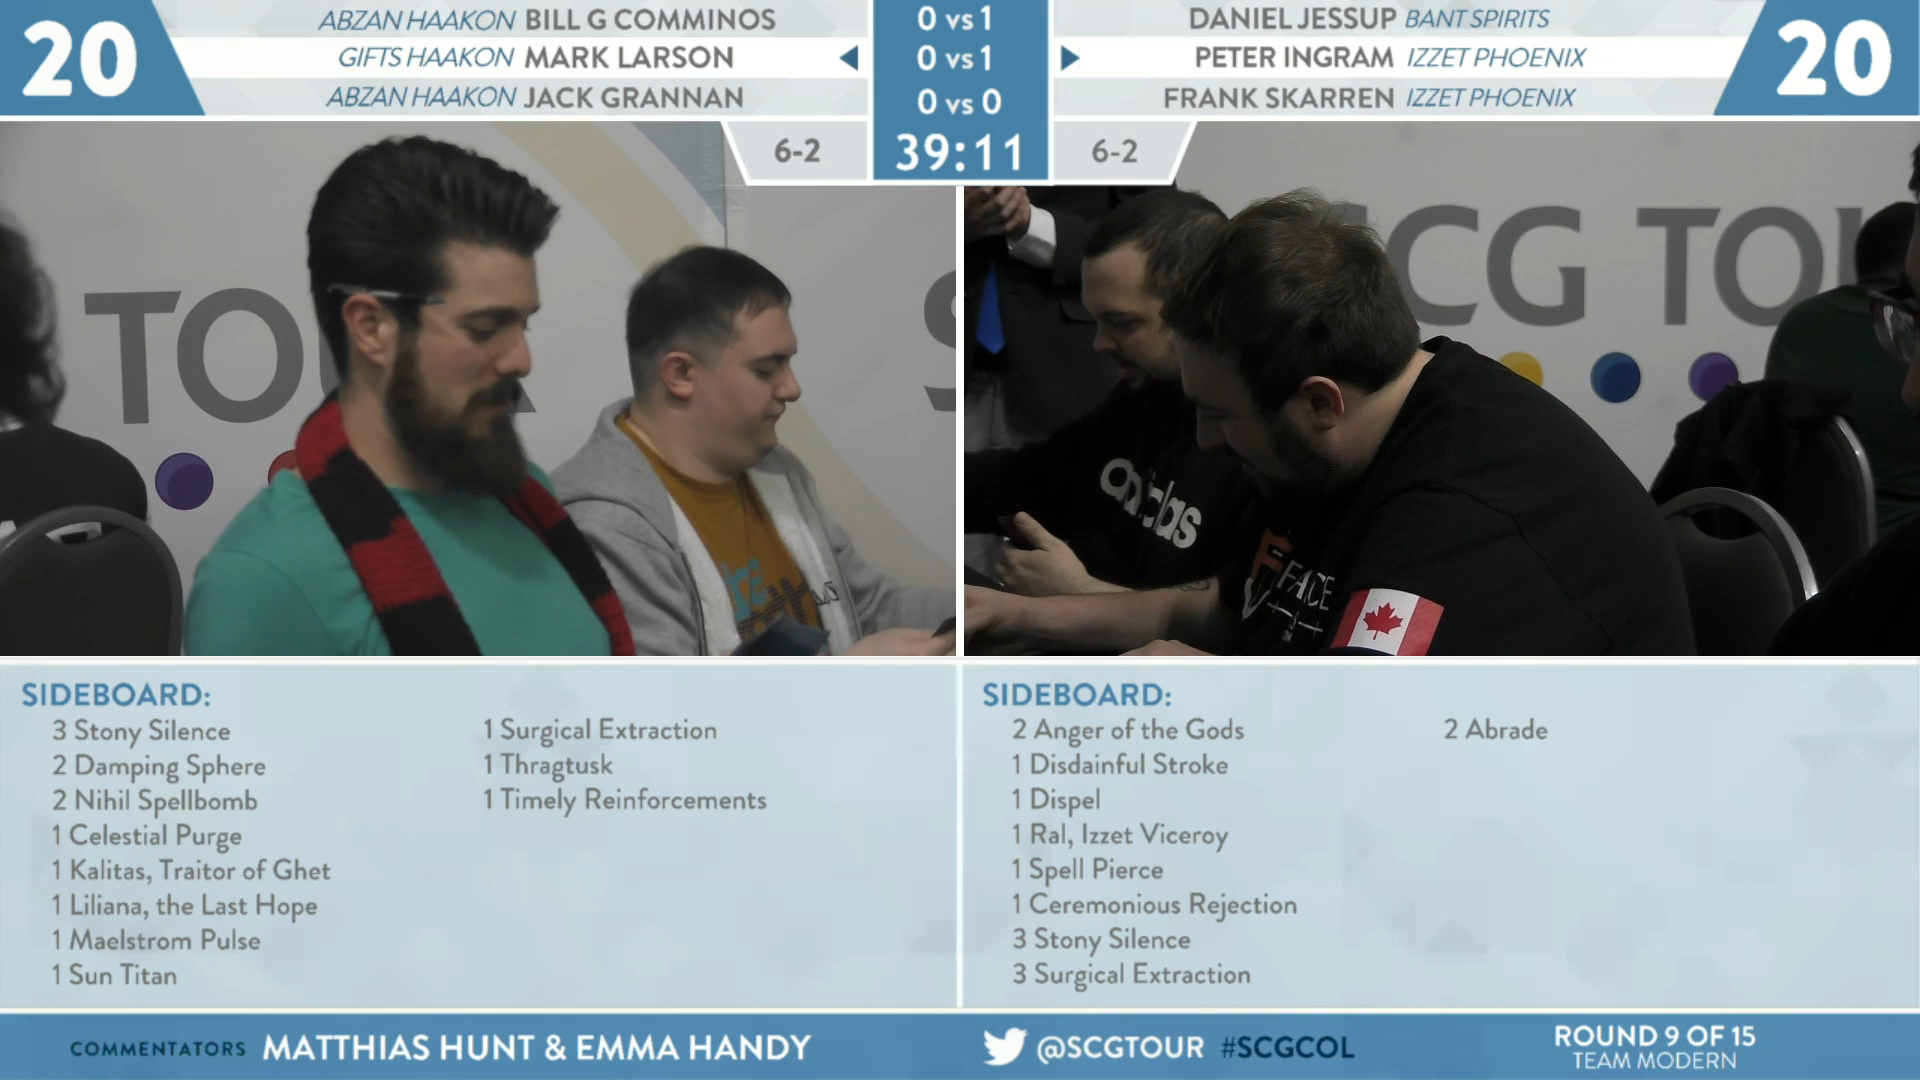 20
ABZAN HAAKON BILL G COMMINOS
0 vs 1
DANIEL JESSUP BANT SPIRITS
20
GIFTS HAAKON MARK LARSON
0 vs 1
PETER INGRAM IZZET PHOENIX
ABZAN HAAKON JACK GRANNAN
0 vs 0
FRANK SKARREN IZZET PHOENIX
6-2
39:11
6-2
TOU
S
SCG TOU
adidas
FACE
SIDEBOARD:
3 Stony Silence
2 Damping Sphere
2 Nihil Spellbomb
1 Celestial Purge
1 Kalitas, Traitor of Ghet
1 Liliana, the Last Hope
1 Maelstrom Pulse
1 Sun Titan
1 Surgical Extraction
1 Thragtusk
1 Timely Reinforcements
SIDEBOARD:
2 Anger of the Gods
1 Disdainful Stroke
1 Dispel
1 Ral, Izzet Viceroy
1 Spell Pierce
1 Ceremonious Rejection
3 Stony Silence
3 Surgical Extraction
2 Abrade
COMMENTATORS MATTHIAS HUNT & EMMA HANDY
@SCGTOUR #SCGCOL
ROUND 9 OF 15
TEAM MODERN